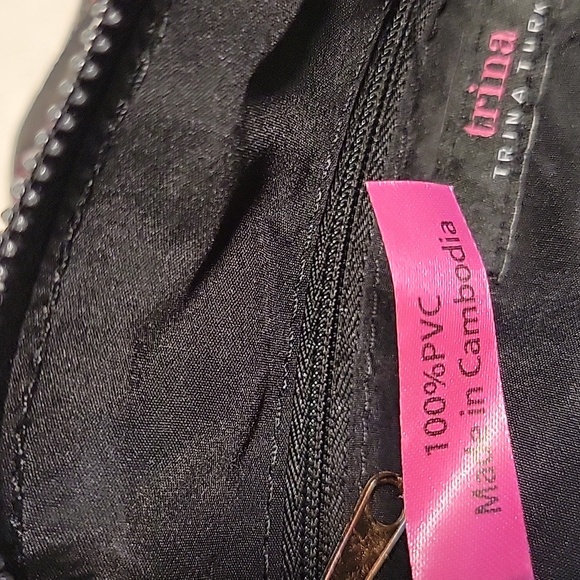 trina
TRINA TURK
100%PVC
Made in Cambodia